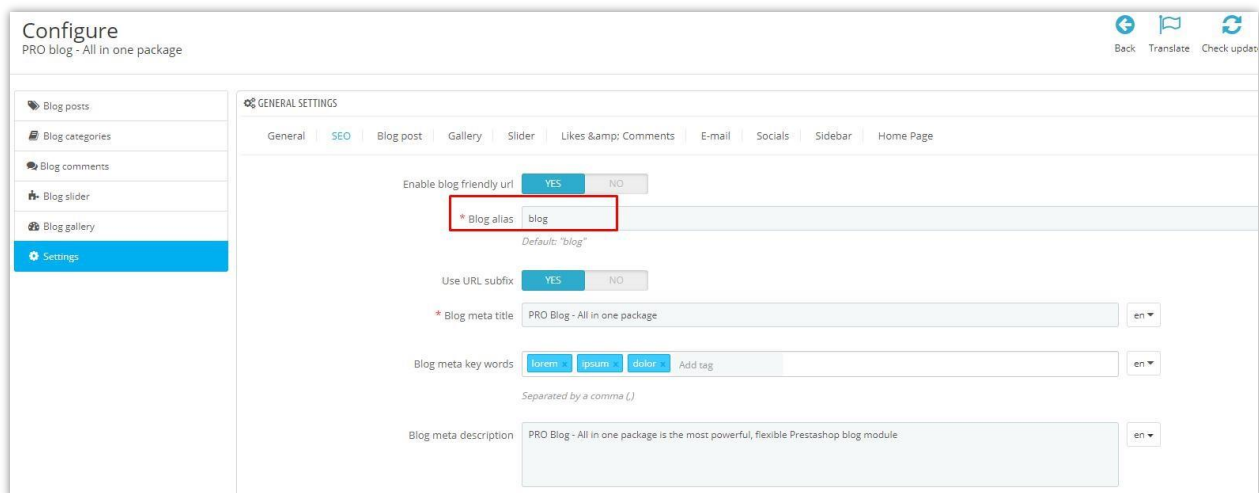 Configure
PRO blog - All in one package
Back Translate Check updat
Blog posts
Blog categories
Blog comments
Blog slider
Blog gallery
Settings
GENERAL SETTINGS
General SEO Blog post Gallery Slider Likes &amp; Comments E-mail Socials Sidebar Home Page
Enable blog friendly url YES NO
* Blog alias blog
Default: "blog"
Use URL subfix YES NO
* Blog meta title PRO Blog - All in one package en
Blog meta key words lorem × ipsum × dolor × Add tag en
Separated by a comma (,)
Blog meta description PRO Blog - All in one package is the most powerful, flexible Prestashop blog module en